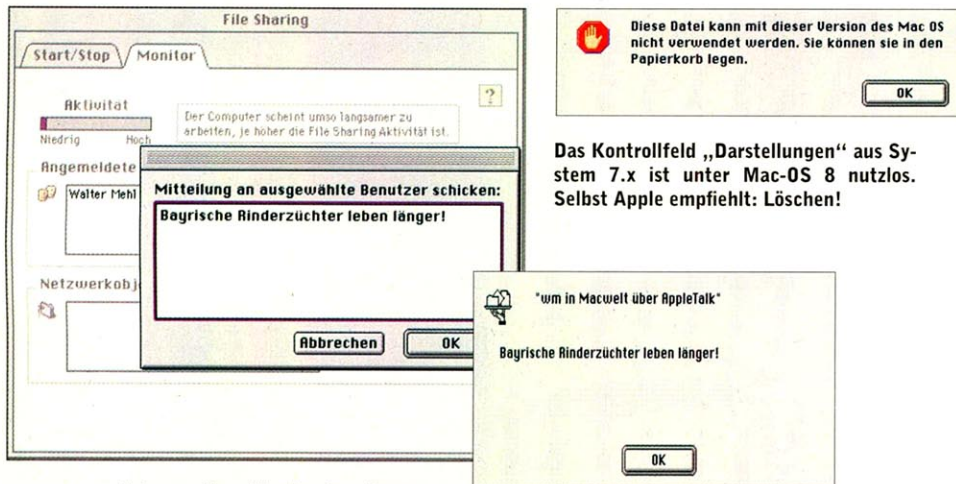 File Sharing
Start/Stop
Monitor
Aktivität
Niedrig
Hoch
Der Computer scheint umso langsamer zu
arbeiten, je höher die File Sharing Aktivität ist.
?
Angemeldete
Walter Mehl
Netzwerkobj
Mitteilung an ausgewählte Benutzer schicken:
Bayrische Rinderzüchter leben länger!
Abbrechen
OK
*wm in Macwelt über AppleTalk*
Bayrische Rinderzüchter leben länger!
OK
Diese Datei kann mit dieser Version des Mac OS
nicht verwendet werden. Sie können sie in den
Papierkorb legen.
OK
Das Kontrollfeld „Darstellungen“ aus Sy-
stem 7.x ist unter Mac-OS 8 nutzlos.
Selbst Apple empfiehlt: Löschen!